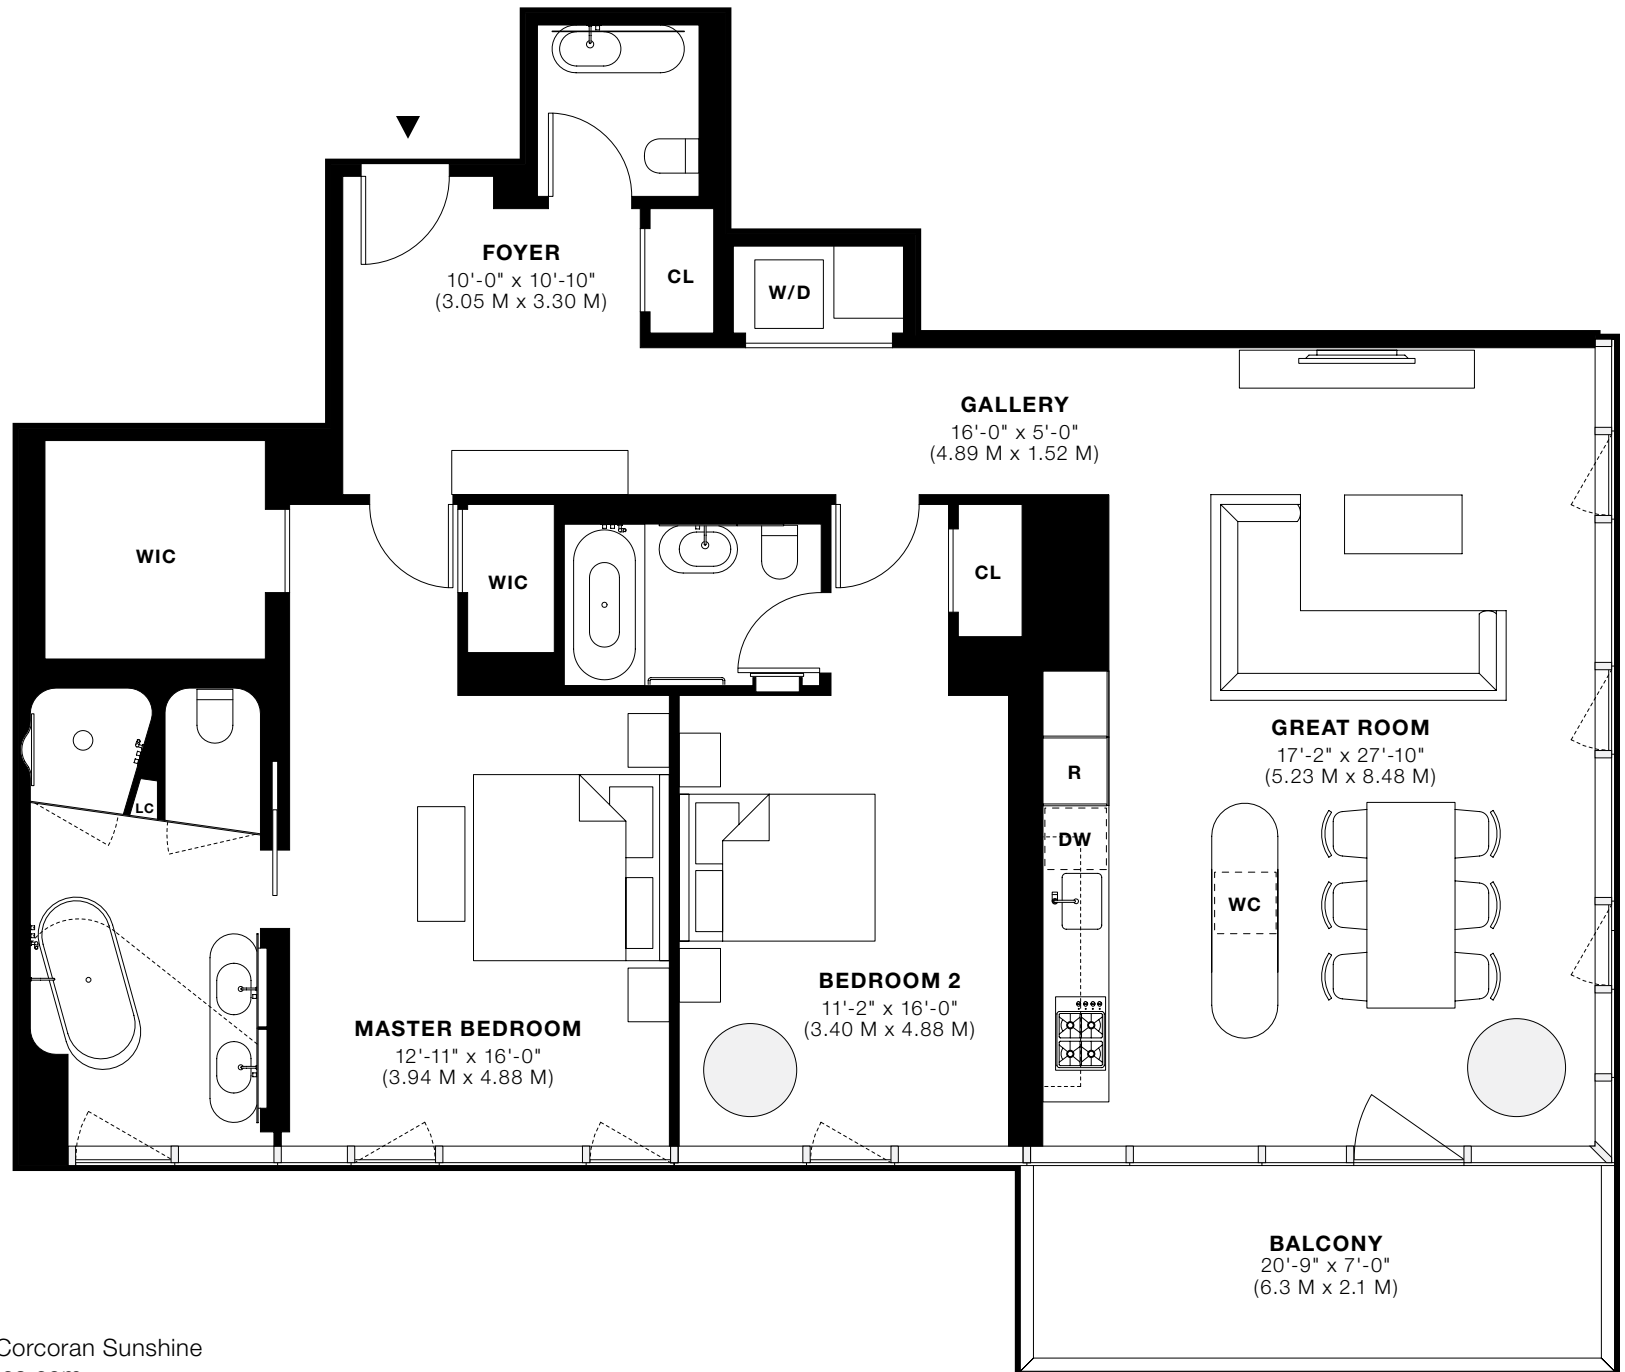 FOYER
10'-0" x 10'-10"
(3.05 M x 3.30 M)
CL
W/D
GALLERY
16'-0" x 5'-0"
(4.89 M x 1.52 M)
WIC
WIC
CL
GREAT ROOM
17'-2" x 27'-10"
(5.23 M x 8.48 M)
R
LC
DW
WC
BEDROOM 2
11'-2" x 16'-0"
(3.40 M x 4.88 M)
MASTER BEDROOM
12'-11" x 16'-0"
(3.94 M x 4.88 M)
BALCONY
20'-9" x 7'-0"
(6.3 M x 2.1 M)
Corcoran Sunshine